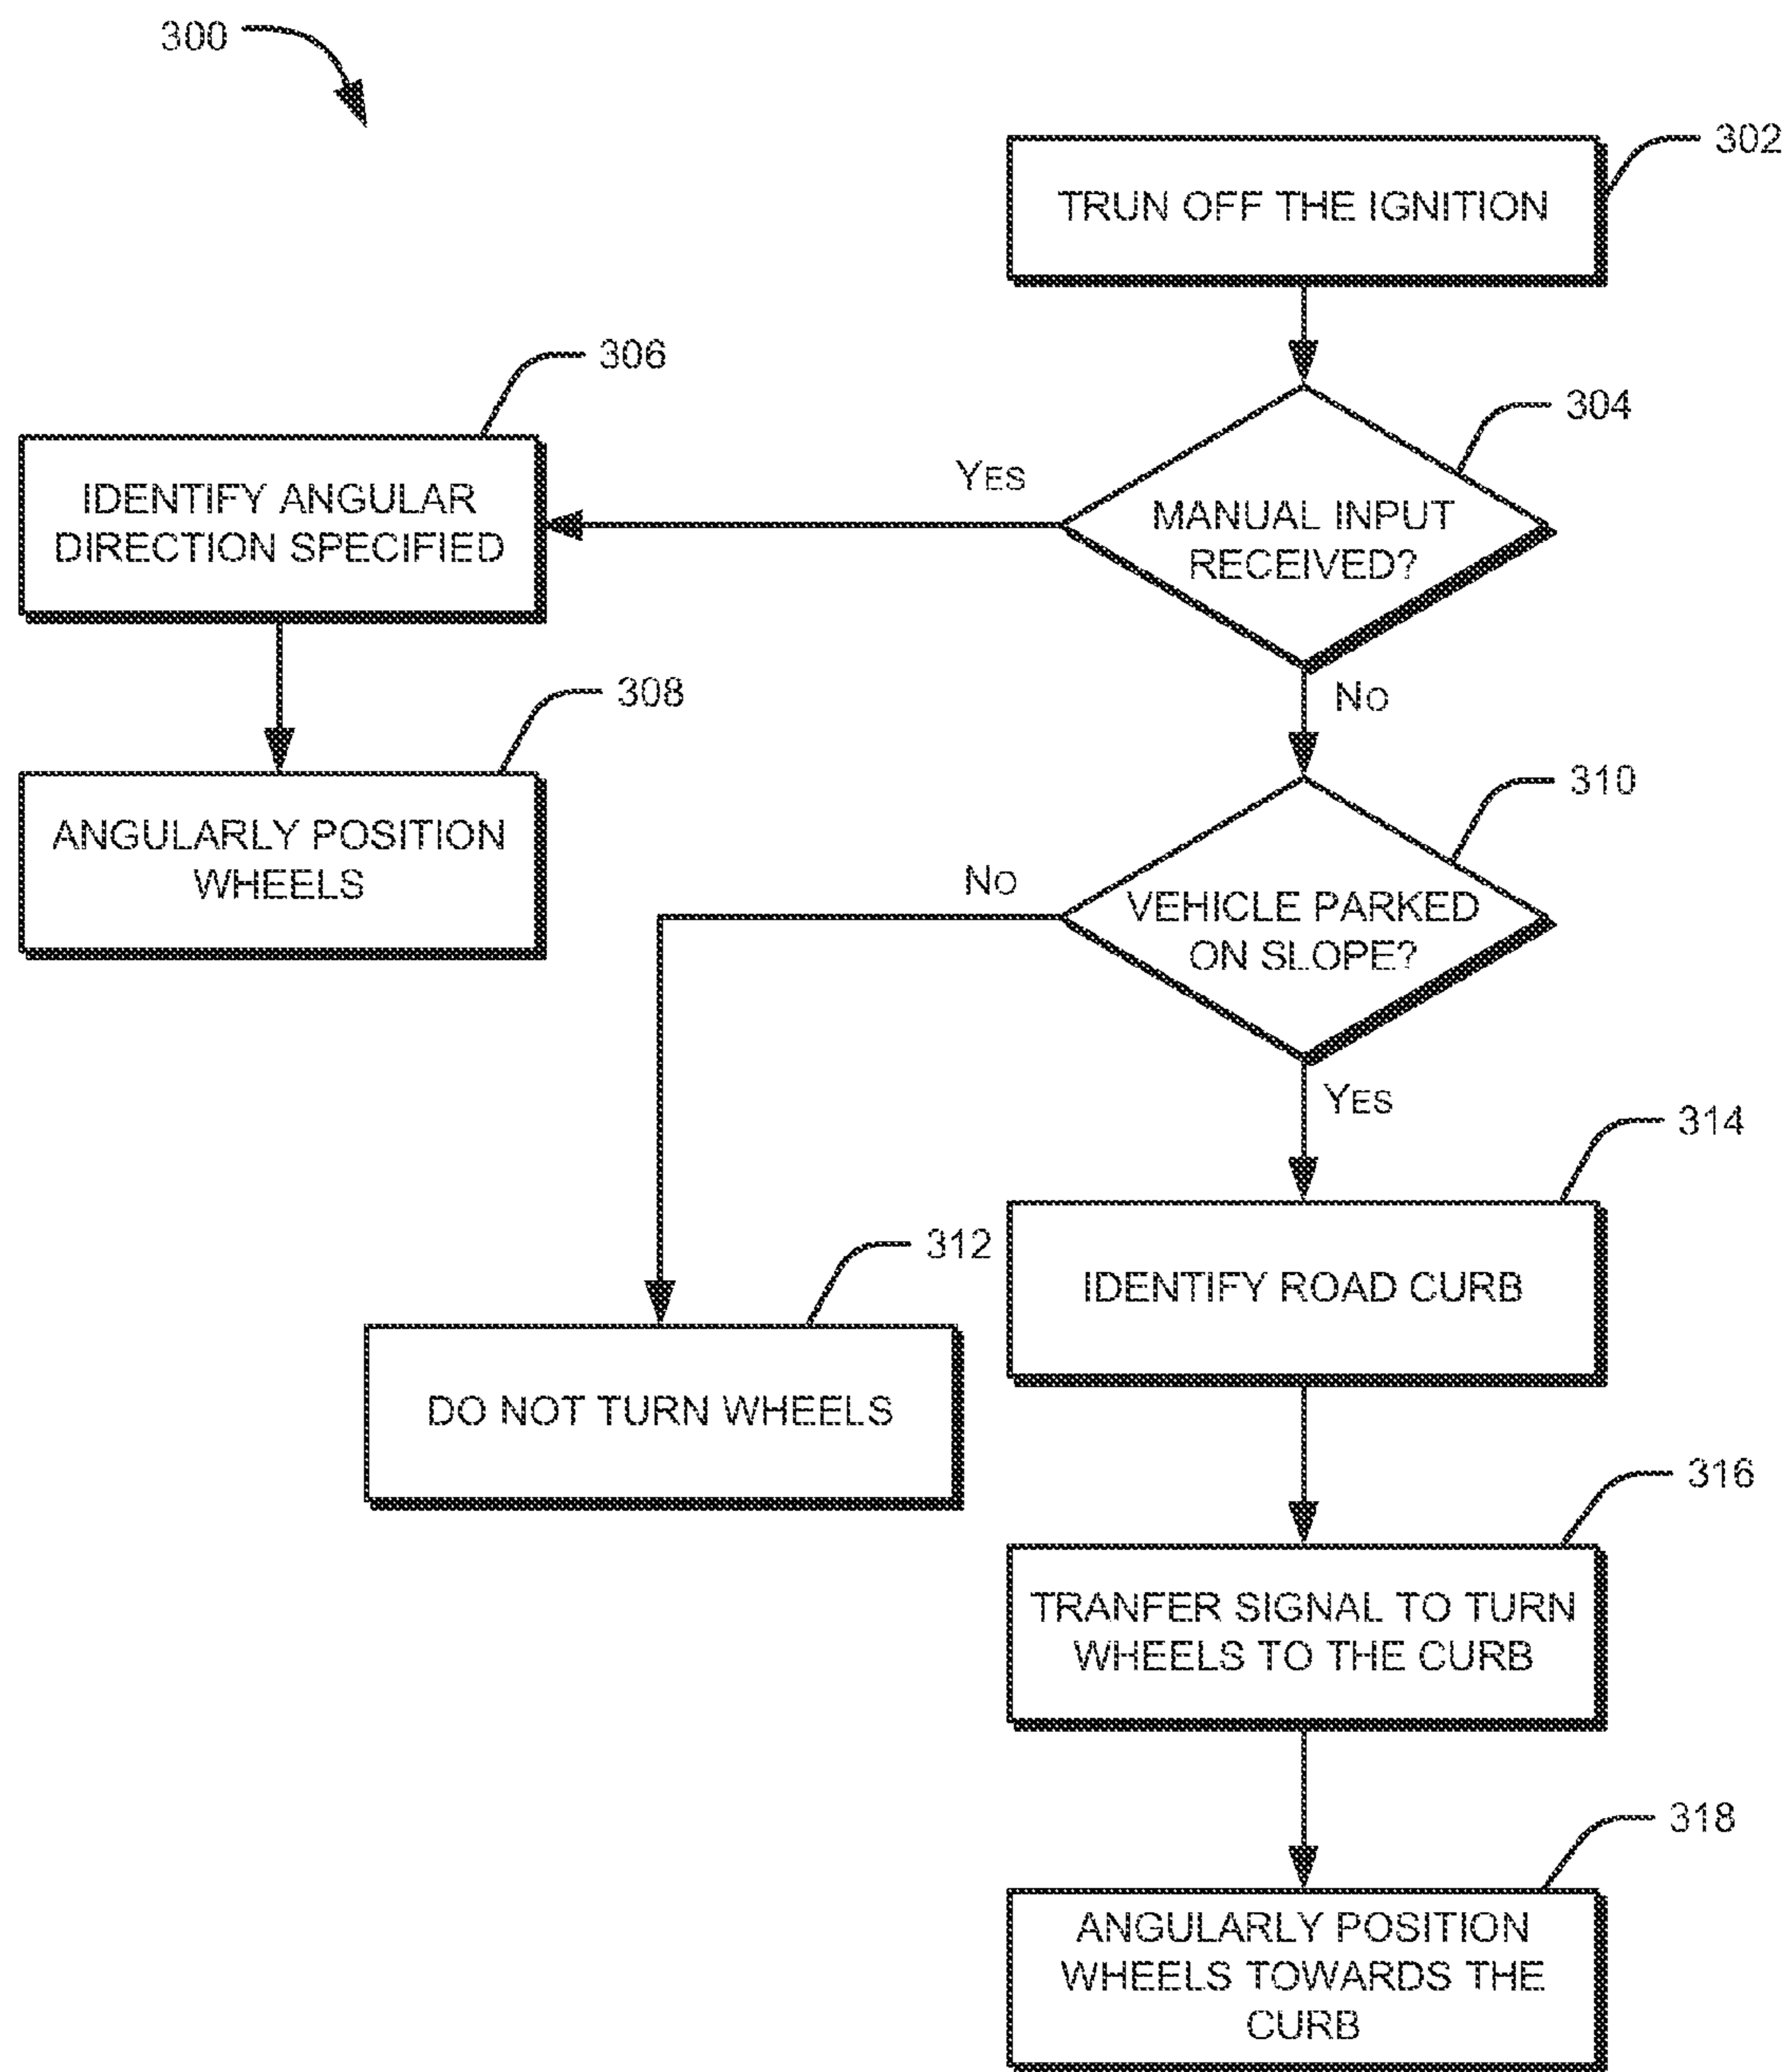 300
302
TRUN OFF THE IGNITION
304
MANUAL INPUT
RECEIVED?
YES
NO
306
IDENTIFY ANGULAR
DIRECTION SPECIFIED
308
ANGULARLY POSITION
WHEELS
310
VEHICLE PARKED
ON SLOPE?
NO
YES
312
DO NOT TURN WHEELS
314
IDENTIFY ROAD CURB
316
TRANFER SIGNAL TO TURN
WHEELS TO THE CURB
318
ANGULARLY POSITION
WHEELS TOWARDS THE
CURB